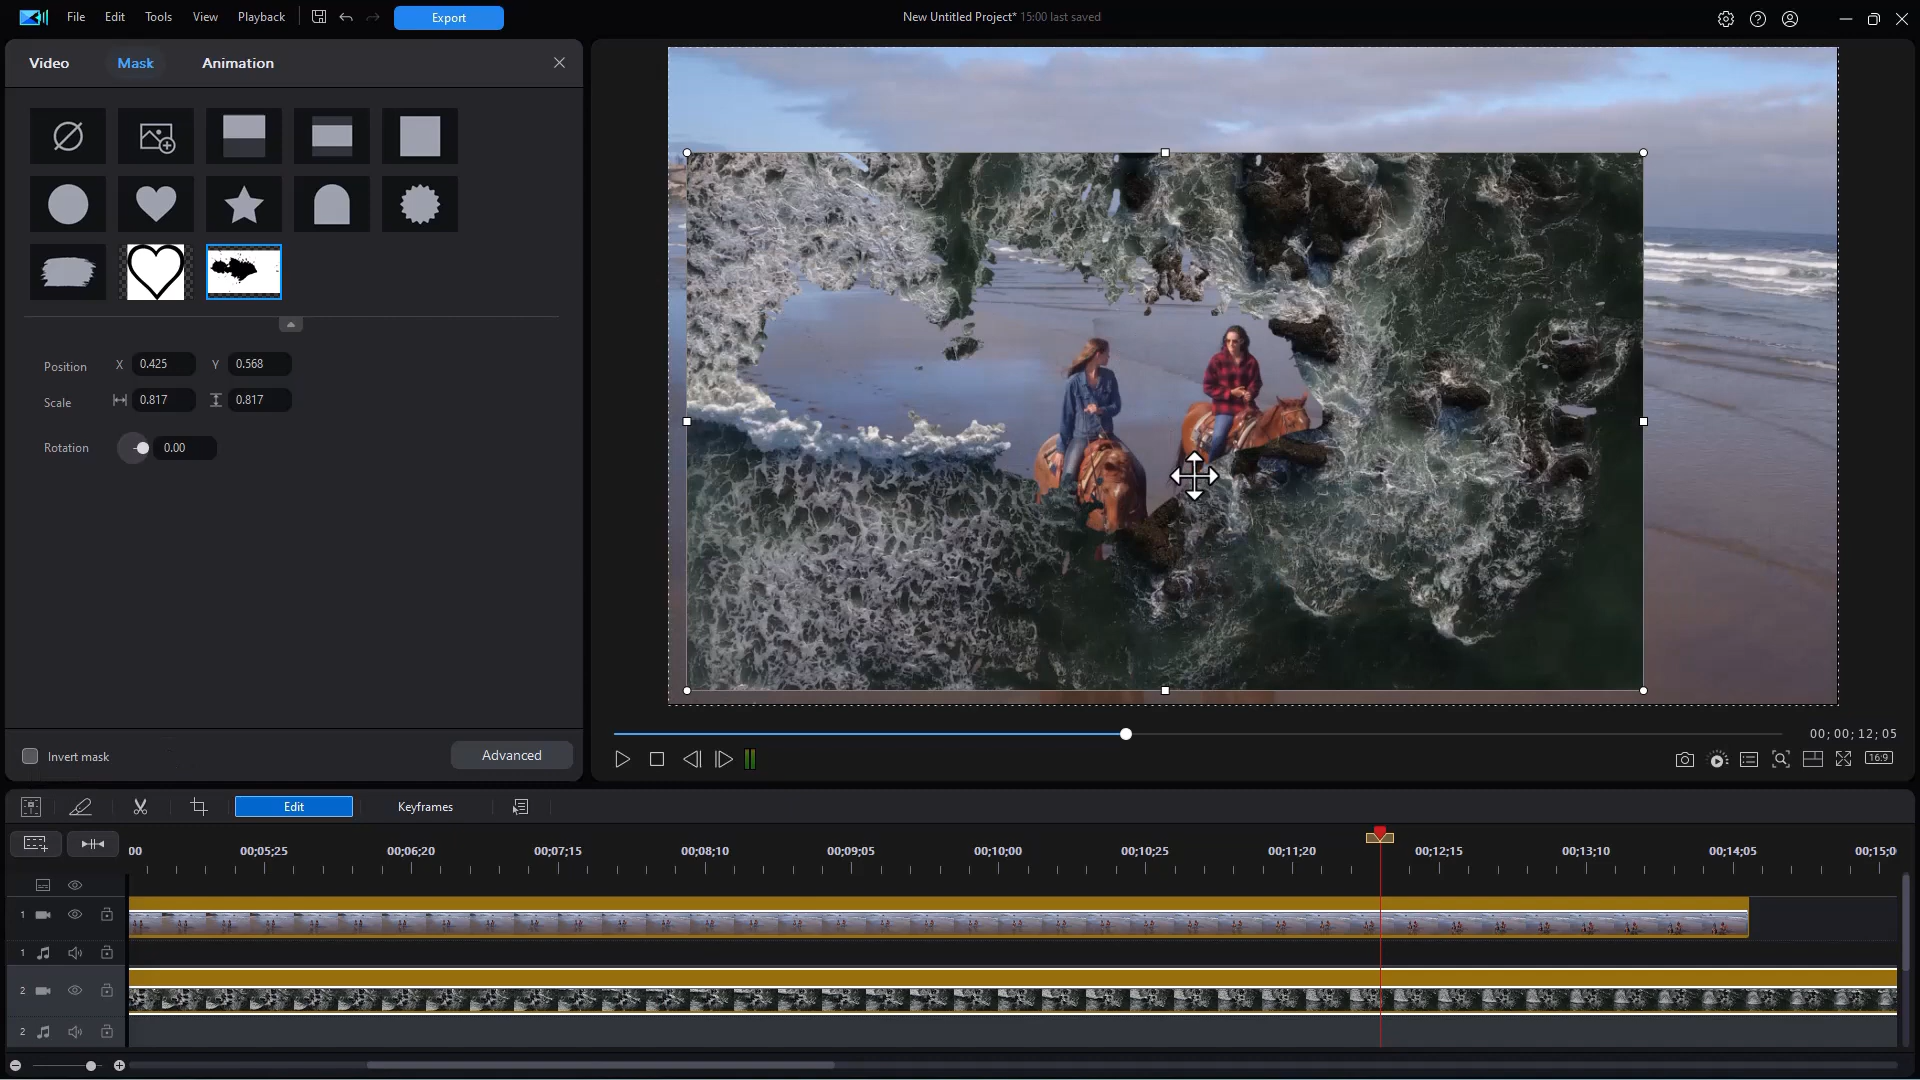 File Edit Tools View Playback Export New Untitled Project* 15:00 last saved
Video Mask Animation
Position X 0.425 Y 0.568
Scale 0.817 0.817
Rotation 0.00
Invert mask Advanced
00; 00; 12; 05
16:9
Edit Keyframes
00 00;05;25 00;06;20 00;07;15 00;08;10 00;09;05 00;10;00 00;10;25 00;11;20 00;12;15 00;13;10 00;14;05 00;15;0
1
1
2
2